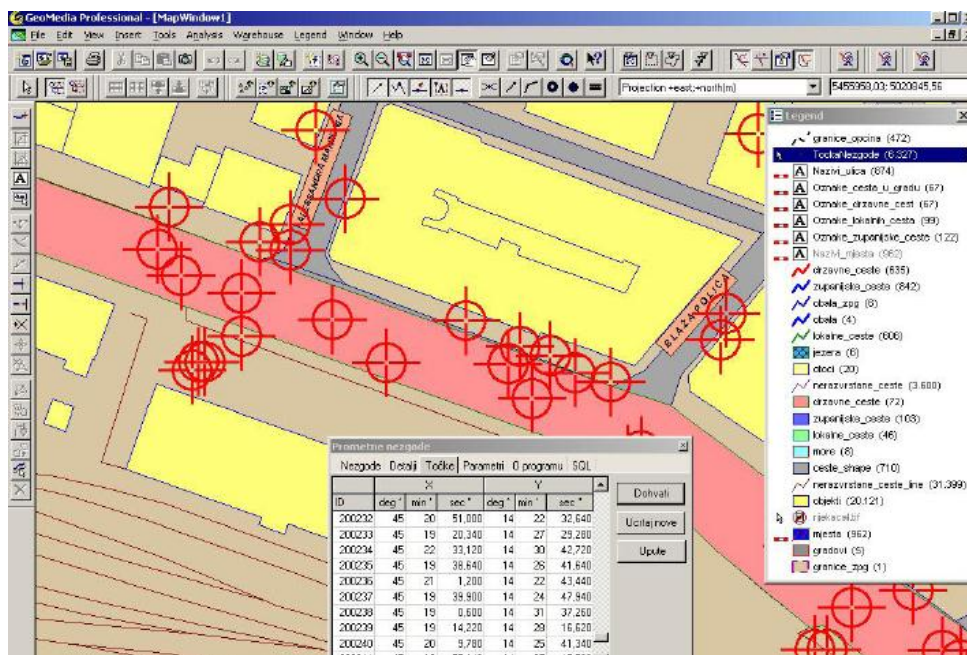 GeoMedia Professional - [MapWindow1]
File Edit View Insert Tools Analysis Warehouse Legend Window Help
Projection +east;+north(m)
5455959,03; 5020945,56
Legend
granice_opcina (472)
TockaNezgode (6.327)
Nazivi_ulica (674)
Oznake_cesta_u_gradu (67)
Oznake_drzavne_cest (67)
Oznake_lokalnih_cesta (99)
Oznake_zupanijske_ceste (122)
Nazivi_mjesta (962)
drzavne_ceste (635)
zupanijske_ceste (842)
obala_zpg (6)
obala (4)
lokalne_ceste (606)
jezera (6)
otoci (20)
nerazvrstane_ceste (3.600)
drzavne_ceste (72)
zupanijske_ceste (103)
lokalne_ceste (46)
more (8)
ceste_shape (710)
nerazvrstane_ceste_line (31.399)
objekti (20.121)
rijekacel.tif
mjesta (962)
gradovi (5)
granice_zpg (1)
BLAŽA POLIĆA
Prometne nezgode
Nezgode Detalji Točke Parametri O programu SQL
X Y
ID deg ° min ' sec " deg ° min ' sec "
200232 45 20 51,000 14 22 32,640
200233 45 19 20,340 14 27 29,280
200234 45 22 33,120 14 30 42,720
200235 45 19 38,640 14 26 41,640
200236 45 21 1,200 14 22 43,440
200237 45 19 39,900 14 24 47,940
200238 45 19 0,600 14 31 37,260
200239 45 19 14,220 14 28 16,620
200240 45 20 9,780 14 25 41,340
Dohvati
Ucitaj nove
Upute